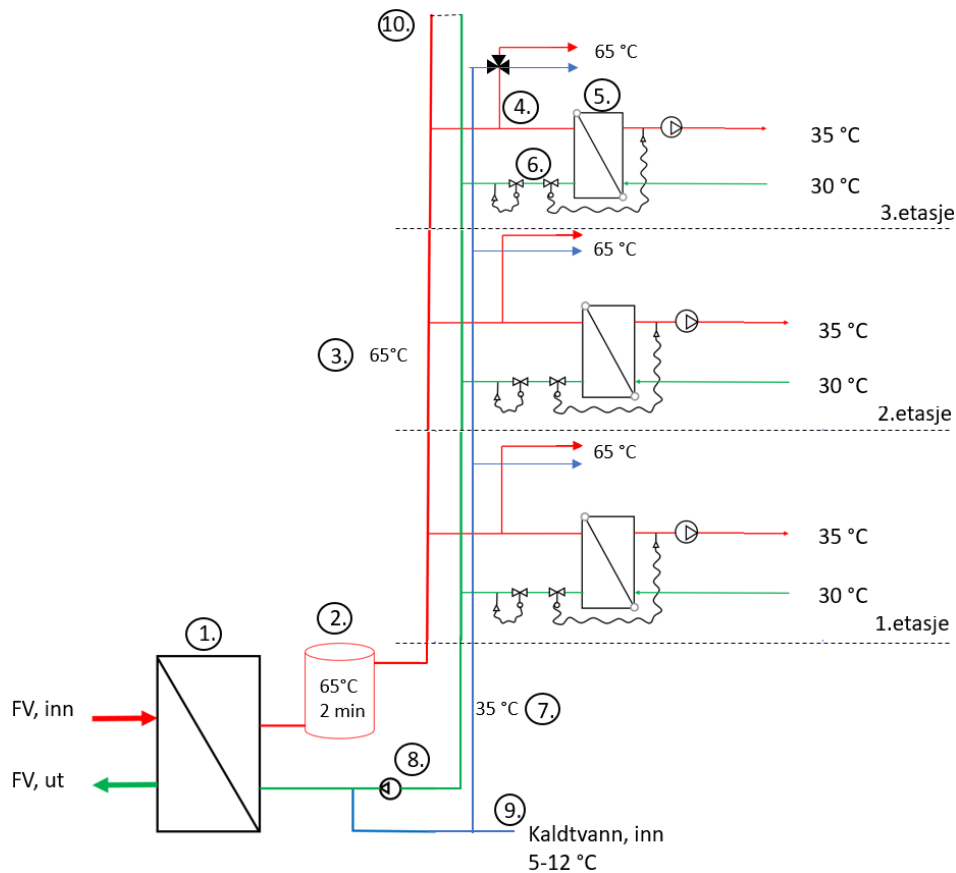 10.
65 °C
4.
5.
35 °C
6.
30 °C
3.etasje
65 °C
3.
65°C
35 °C
30 °C
2.etasje
65 °C
35 °C
30 °C
1.etasje
1.
2.
65°C
2 min
FV, inn
35 °C
7.
FV, ut
8.
9.
Kaldtvann, inn
5-12 °C